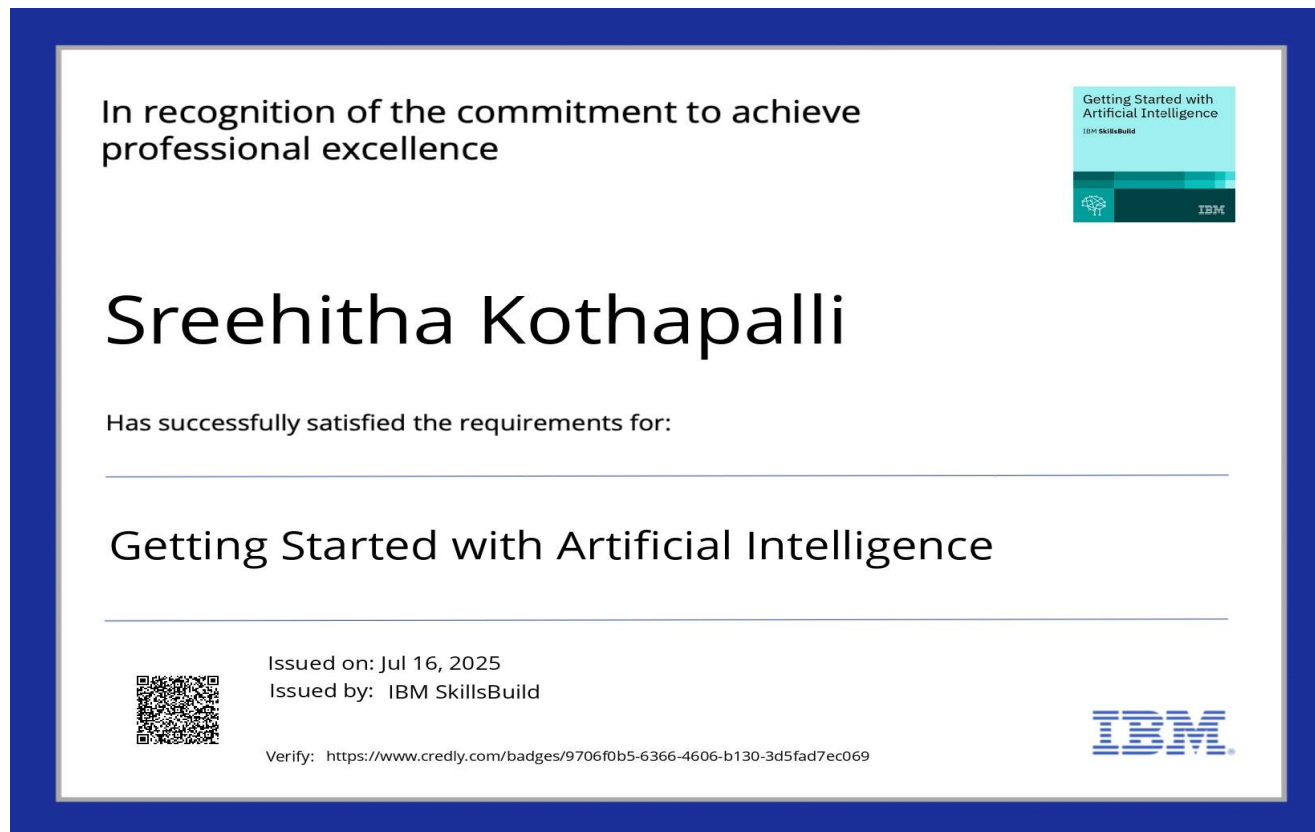 In recognition of the commitment to achieve
professional excellence
Getting Started with
Artificial Intelligence
IBM SkillsBuild
IBM
Sreehitha Kothapalli
Has successfully satisfied the requirements for:
Getting Started with Artificial Intelligence
Issued on: Jul 16, 2025
Issued by: IBM SkillsBuild
Verify: https://www.credly.com/badges/9706f0b5-6366-4606-b130-3d5fad7ec069
IBM®